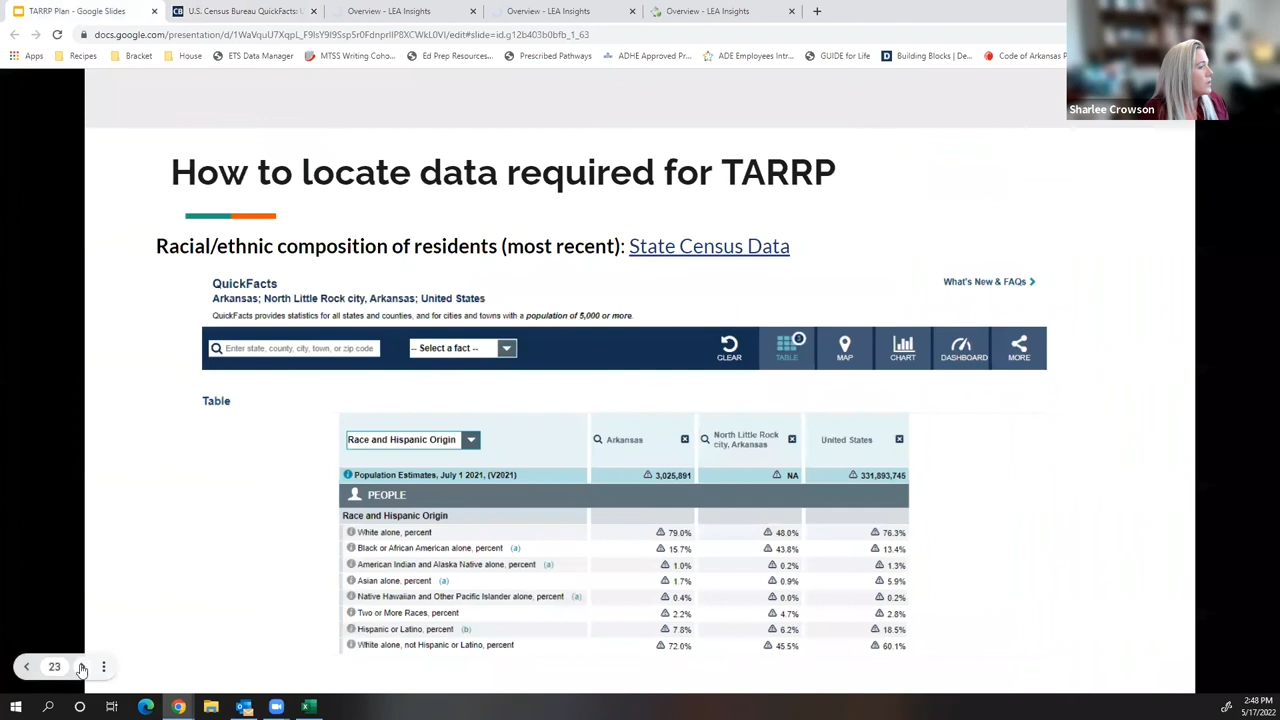 TARRP Plan - Google Slides
U.S. Census Bureau QuickFacts:
Overview - LEA Insights
Overview - LEA Insights
Overview - LEA Insights
Apps
Recipes
Bracket
House
ETS Data Manager
MTSS Writing Coho...
Ed Prep Resources...
Prescribed Pathways
ADHE Approved Pr...
ADE Employees Intr...
GUIDE for Life
Building Blocks | De...
Code of Arkansas P
Sharlee Crowson
How to locate data required for TARRP
Racial/ethnic composition of residents (most recent): State Census Data
QuickFacts
What's New & FAQs
Arkansas; North Little Rock city, Arkansas; United States
QuickFacts provides statistics for all states and counties, and for cities and towns with a population of 5,000 or more.
Enter state, county, city, town, or zip code
-- Select a fact --
CLEAR
TABLE
MAP
CHART
DASHBOARD
MORE
Table
Race and Hispanic Origin
Arkansas
North Little Rock
city, Arkansas
United States
Population Estimates, July 1 2021, (V2021) 3,025,891 NA 331,893,745
PEOPLE
Race and Hispanic Origin
White alone, percent 79.0% 48.0% 76.3%
Black or African American alone, percent (a) 15.7% 43.8% 13.4%
American Indian and Alaska Native alone, percent (a) 1.0% 0.2% 1.3%
Asian alone, percent (a) 1.7% 0.9% 5.9%
Native Hawaiian and Other Pacific Islander alone, percent (a) 0.4% 0.0% 0.2%
Two or More Races, percent 2.2% 4.7% 2.8%
Hispanic or Latino, percent (b) 7.8% 6.2% 18.5%
White alone, not Hispanic or Latino, percent 72.0% 45.5% 60.1%
23
2:48 PM
5/17/2022